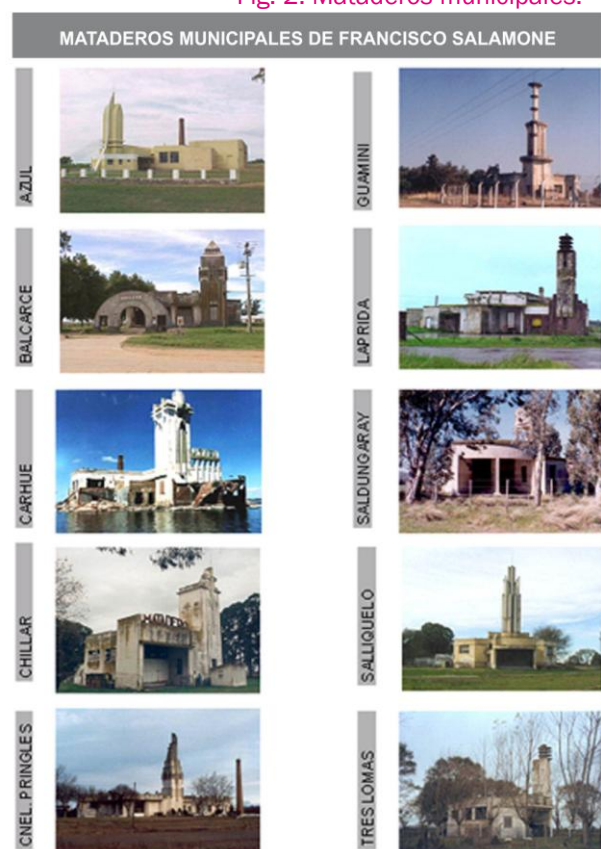 Fig. 2. Mataderos municipales.
MATADEROS MUNICIPALES DE FRANCISCO SALAMONE
AZUL
GUAMINI
BALCARCE
LAPRIDA
CARHUE
SALDUNGARAY
CHILLAR
MATADERO
SALLIQUELO
CNEL. PRINGLES
TRES LOMAS